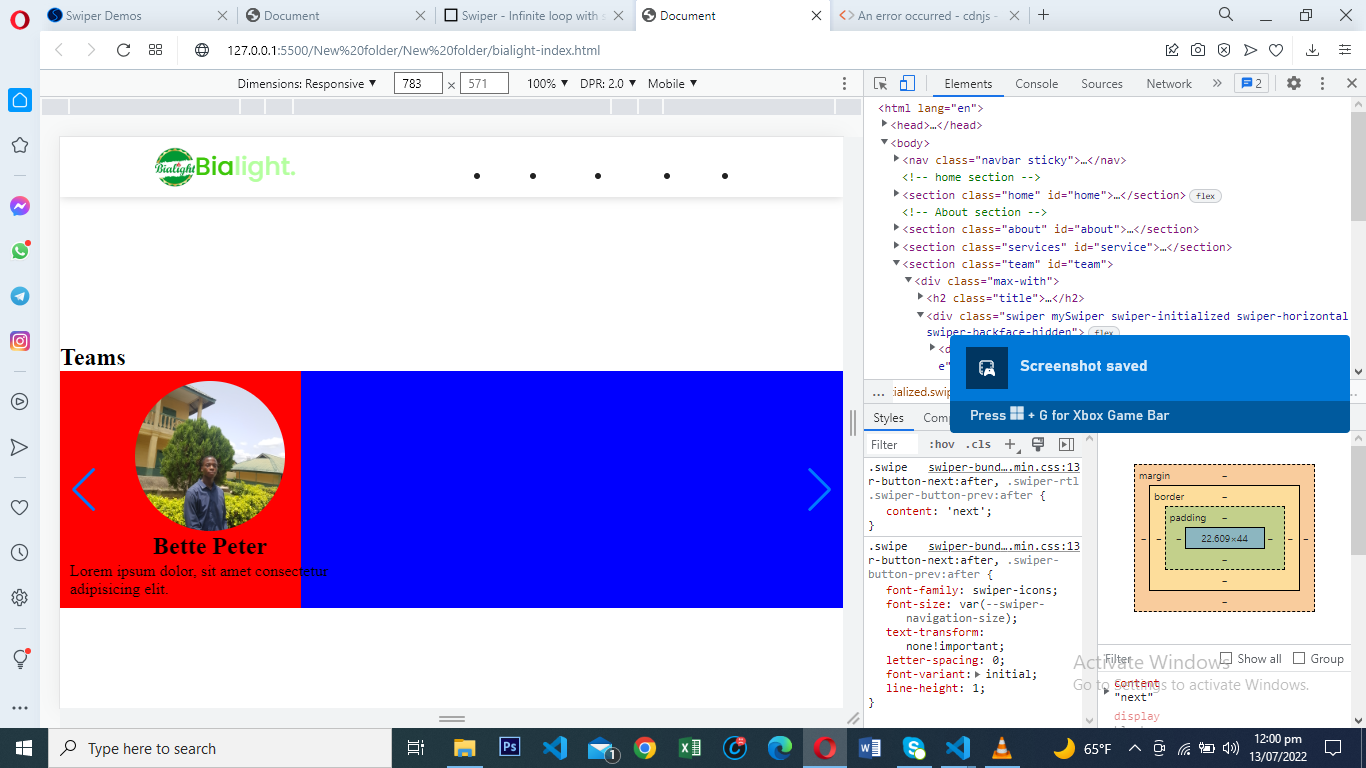 Swiper Demos
Document
Swiper - Infinite loop with s
Document
An error occurred - cdnjs -
127.0.0.1:5500/New%20folder/New%20folder/bialight-index.html
Dimensions: Responsive ▼ 783 × 571 100% ▼ DPR: 2.0 ▼ Mobile ▼
Elements Console Sources Network » 2
<html lang="en">
<head>…</head>
<body>
<nav class="navbar sticky">…</nav>
<!-- home section -->
<section class="home" id="home">…</section> flex
<!-- About section -->
<section class="about" id="about">…</section>
<section class="services" id="service">…</section>
<section class="team" id="team">
<div class="max-with">
<h2 class="title">…</h2>
<div class="swiper mySwiper swiper-initialized swiper-horizontal
swiper-backface-hidden"> flex
<d
e"
Bialight
Bialight.
Teams
Bette Peter
Lorem ipsum dolor, sit amet consectetur
adipisicing elit.
Screenshot saved
Press + G for Xbox Game Bar
… ialized.swip
Styles Com
Filter :hov .cls +
.swipe swiper-bund….min.css:13
r-button-next:after, .swiper-rtl
.swiper-button-prev:after {
content: 'next';
}
.swipe swiper-bund….min.css:13
r-button-next:after, .swiper-
button-prev:after {
font-family: swiper-icons;
font-size: var(--swiper-
navigation-size);
text-transform:
none!important;
letter-spacing: 0;
font-variant: initial;
line-height: 1;
}
margin –
border –
padding –
– – – 22.609×44 – – –
–
–
–
Filter Show all Group
content
"next"
display
Activate Windows
Go to Settings to activate Windows.
Type here to search
Ps
1
65°F
12:00 pm
13/07/2022